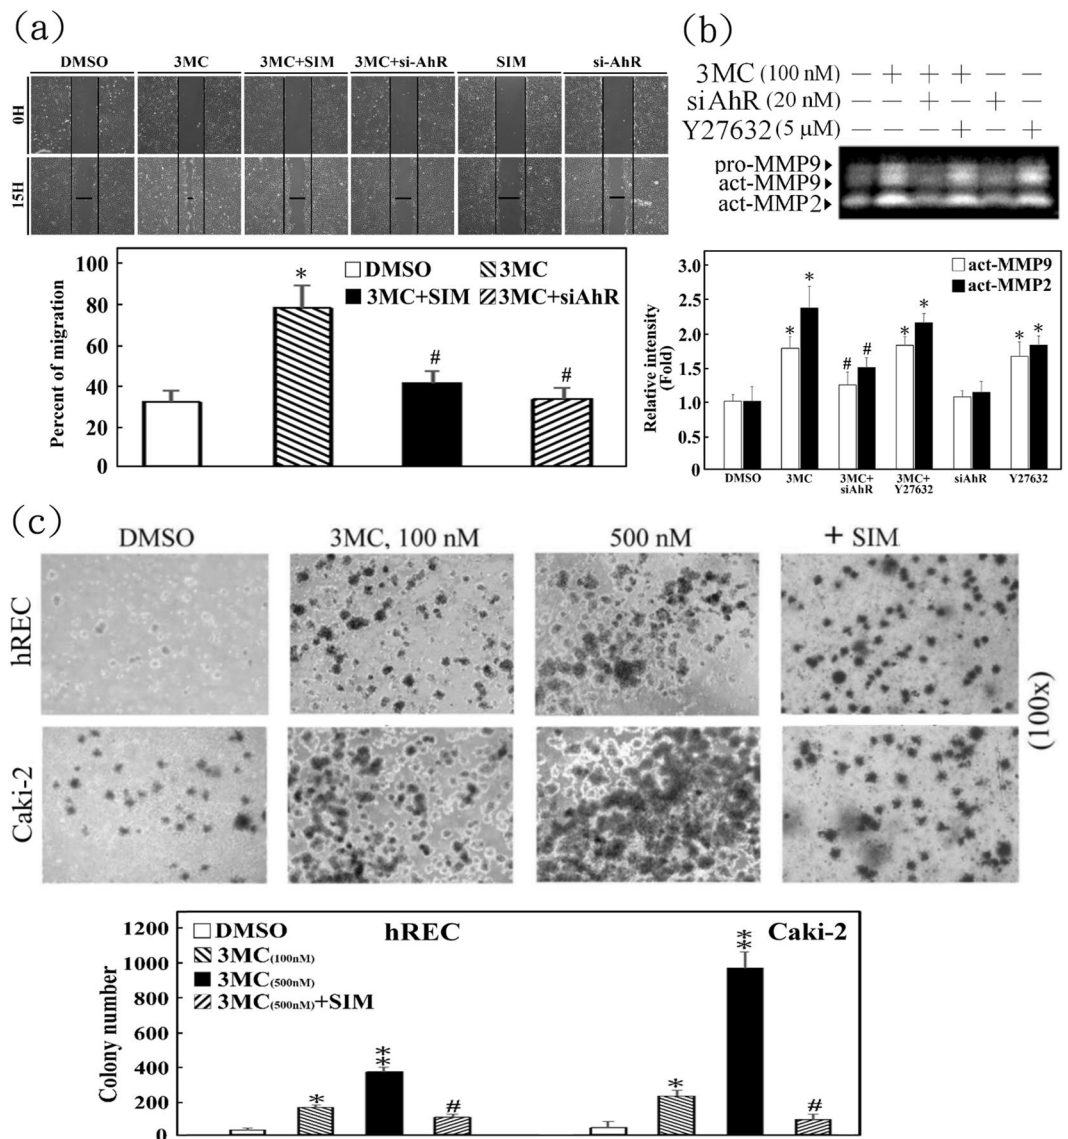 (a)
DMSO 3MC 3MC+SIM 3MC+si-AhR SIM si-AhR
0H
15H
100
80
60
40
20
0
Percent of migration
DMSO 3MC
3MC+SIM 3MC+siAhR
* # #
(b)
3MC (100 nM) — + + + — —
siAhR (20 nM) — — + — + —
Y27632 (5 µM) — — — + — +
pro-MMP9
act-MMP9
act-MMP2
3.0
2.5
2.0
1.5
1.0
0.5
0
Relative intensity
(Fold)
act-MMP9
act-MMP2
* * # # * * * *
DMSO 3MC 3MC+ 3MC+ siAhR Y27632
siAhR Y27632
(c)
DMSO 3MC, 100 nM 500 nM + SIM
hREC
Caki-2
(100x)
1200
1000
800
600
400
200
0
Colony number
DMSO
3MC(100nM)
3MC(500nM)
3MC(500nM)+SIM
hREC Caki-2
* ** # * ** #